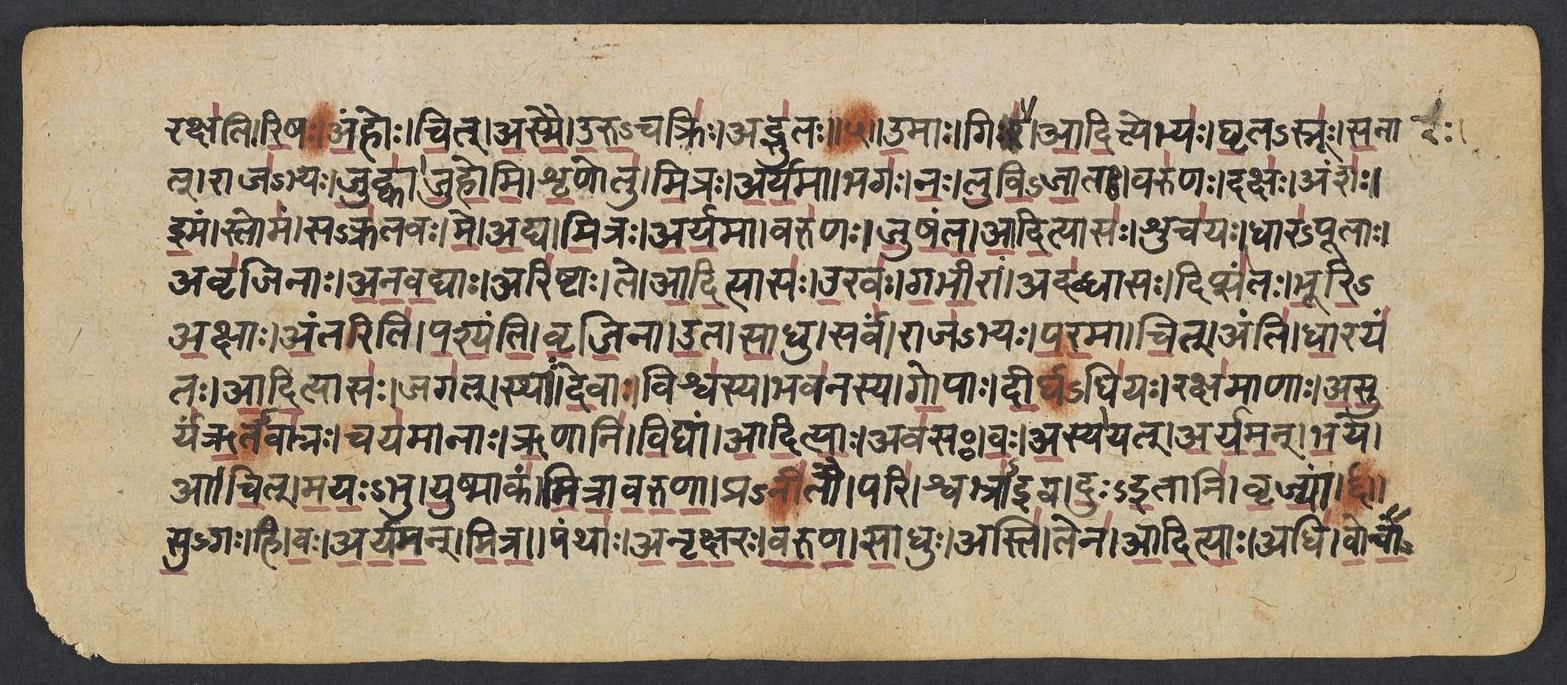 रक्षति।रिषः।अंहोः।चित्।अस्मै।उरुऽचक्रिः।अद्भुतः॥५॥इमाः।गिरः।आदित्येभ्यः।घृतऽस्नूः।सना
त्।राजऽभ्यः।जुह्वा।जुहोमि।शृणोतु।मित्रः।अर्यमा।भगः।नः।तुविऽजातः।वरुणः।दक्षः।अंशः।
इमं।स्तोमं।सऽक्रतवः।मे।अद्य।मित्रः।अर्यमा।वरुणः।जुषंत।आदित्यासः।शुचयः।धारऽपूताः।
अवृजिनाः।अनवद्याः।अरिष्टाः।ते।आदित्यासः।उरवः।गभीराः।अदब्धासः।दिप्संतः।भूरिऽ
अक्षाः।अंतरिति।पश्यंति।वृजिना।उत।साधु।सर्वं।राजऽभ्यः।परमा।चित्।अंति।धारयं
तः।आदित्यासः।जगत्।स्थाः।देवाः।विश्वस्य।भवनस्य।गोपाः।दीर्घऽधियः।रक्षमाणाः।असु
र्यं।ऋतऽवानः।चयमानाः।ऋणानि।विद्यां।आदित्याः।अवसः।वः।अस्य।यत्।अर्यमन्।भये।
आ।चित्।मयःऽभु।युष्माकं।मित्रावरुणा।प्रऽनीतौ।परि।श्वभ्राऽइव।दुःऽइतानि।वृज्यां॥६॥
सुऽगः।हि।वः।अर्यमन्।मित्र।पंथाः।अनृक्षरः।वरुण।साधुः।अस्ति।तेन।आदित्याः।अधि।वोचत